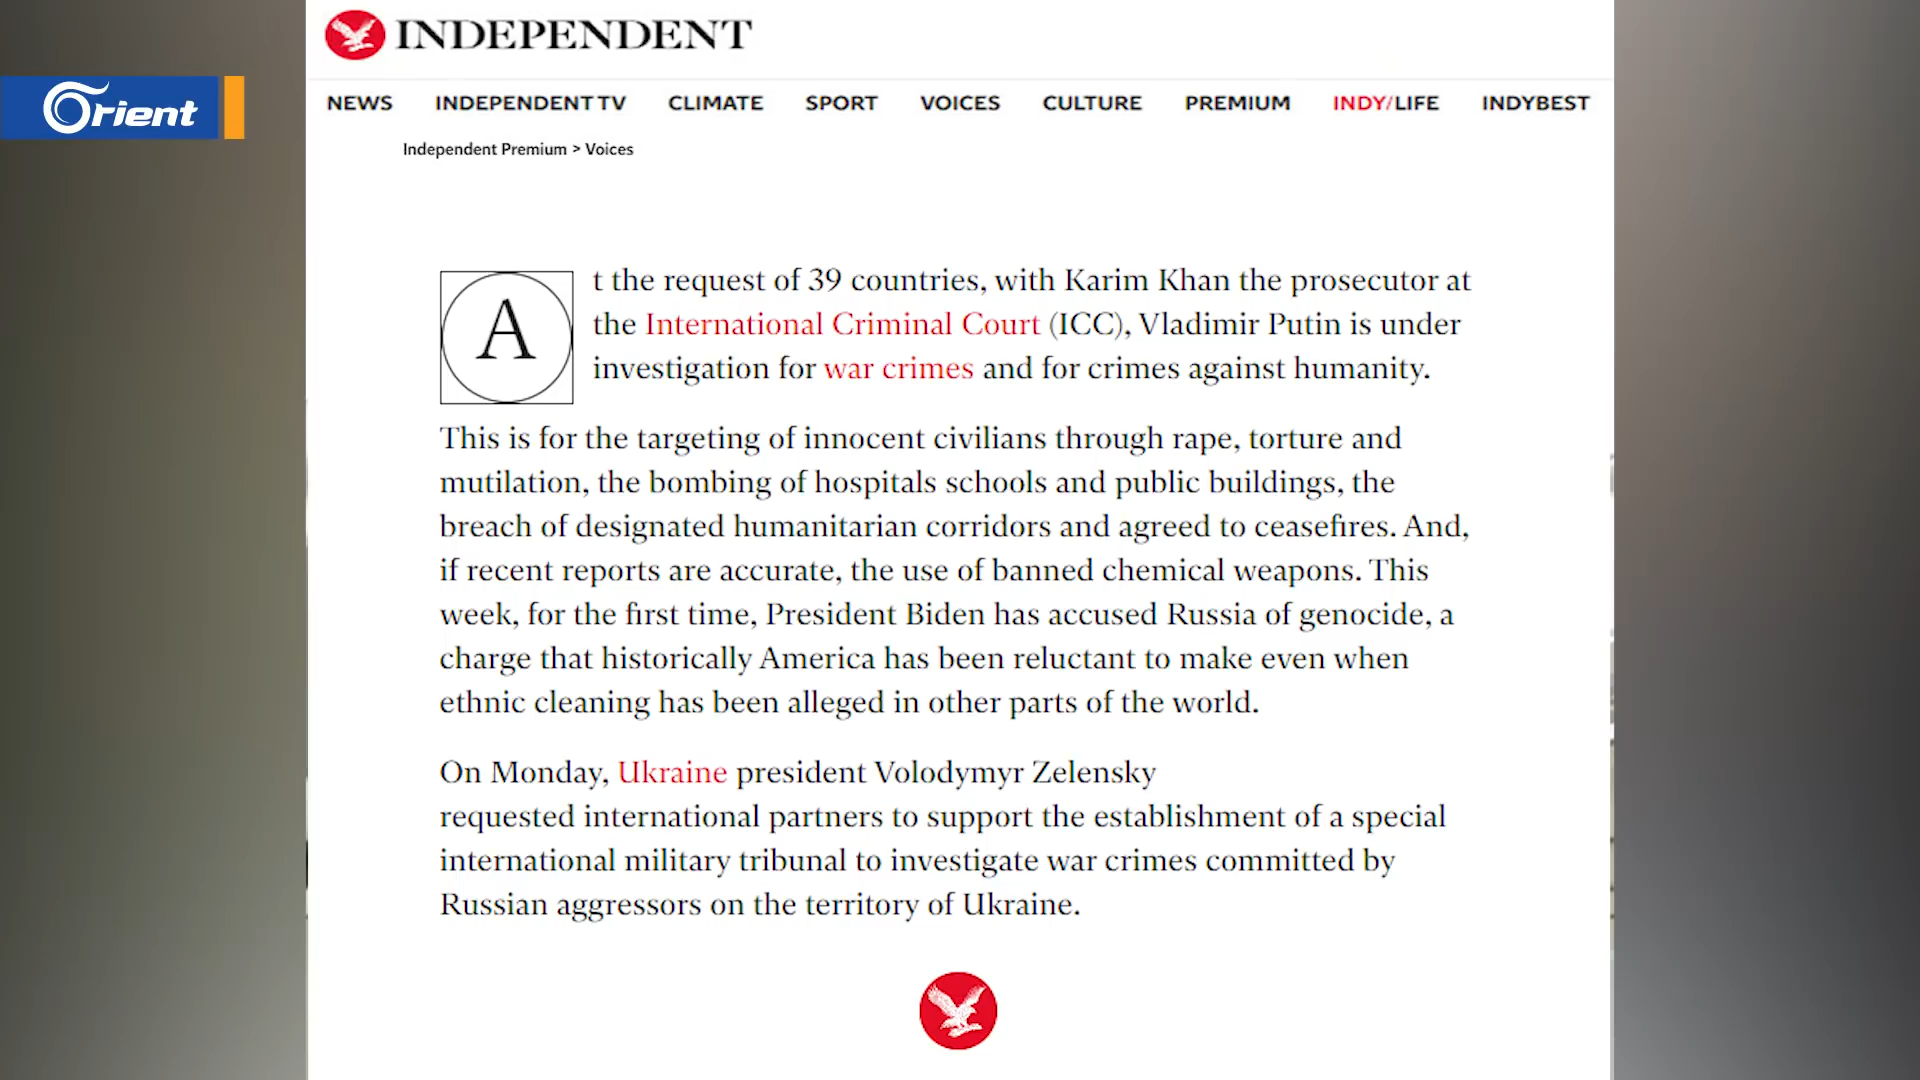 INDEPENDENT
Orient
NEWS INDEPENDENT TV CLIMATE SPORT VOICES CULTURE PREMIUM INDY/LIFE INDYBEST
Independent Premium > Voices
At the request of 39 countries, with Karim Khan the prosecutor at
the International Criminal Court (ICC), Vladimir Putin is under
investigation for war crimes and for crimes against humanity.
This is for the targeting of innocent civilians through rape, torture and
mutilation, the bombing of hospitals schools and public buildings, the
breach of designated humanitarian corridors and agreed to ceasefires. And,
if recent reports are accurate, the use of banned chemical weapons. This
week, for the first time, President Biden has accused Russia of genocide, a
charge that historically America has been reluctant to make even when
ethnic cleaning has been alleged in other parts of the world.
On Monday, Ukraine president Volodymyr Zelensky
requested international partners to support the establishment of a special
international military tribunal to investigate war crimes committed by
Russian aggressors on the territory of Ukraine.